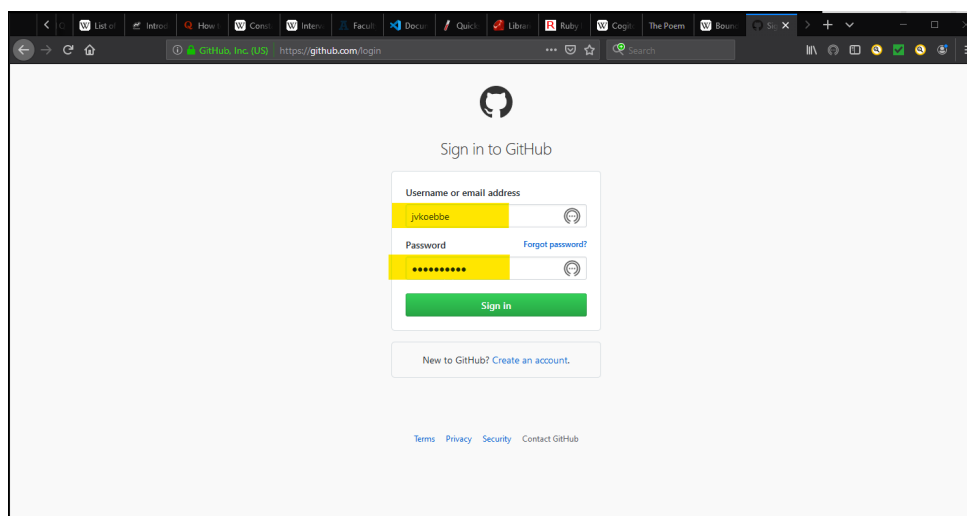 List of Introd How Const Interv Facult Docu Quick Librar Ruby Cogit The Poem Boun Sig
GitHub, Inc. (US) https://github.com/login Search
Sign in to GitHub
Username or email address
jvkoebbe
Password Forgot password?
Sign in
New to GitHub? Create an account.
Terms Privacy Security Contact GitHub